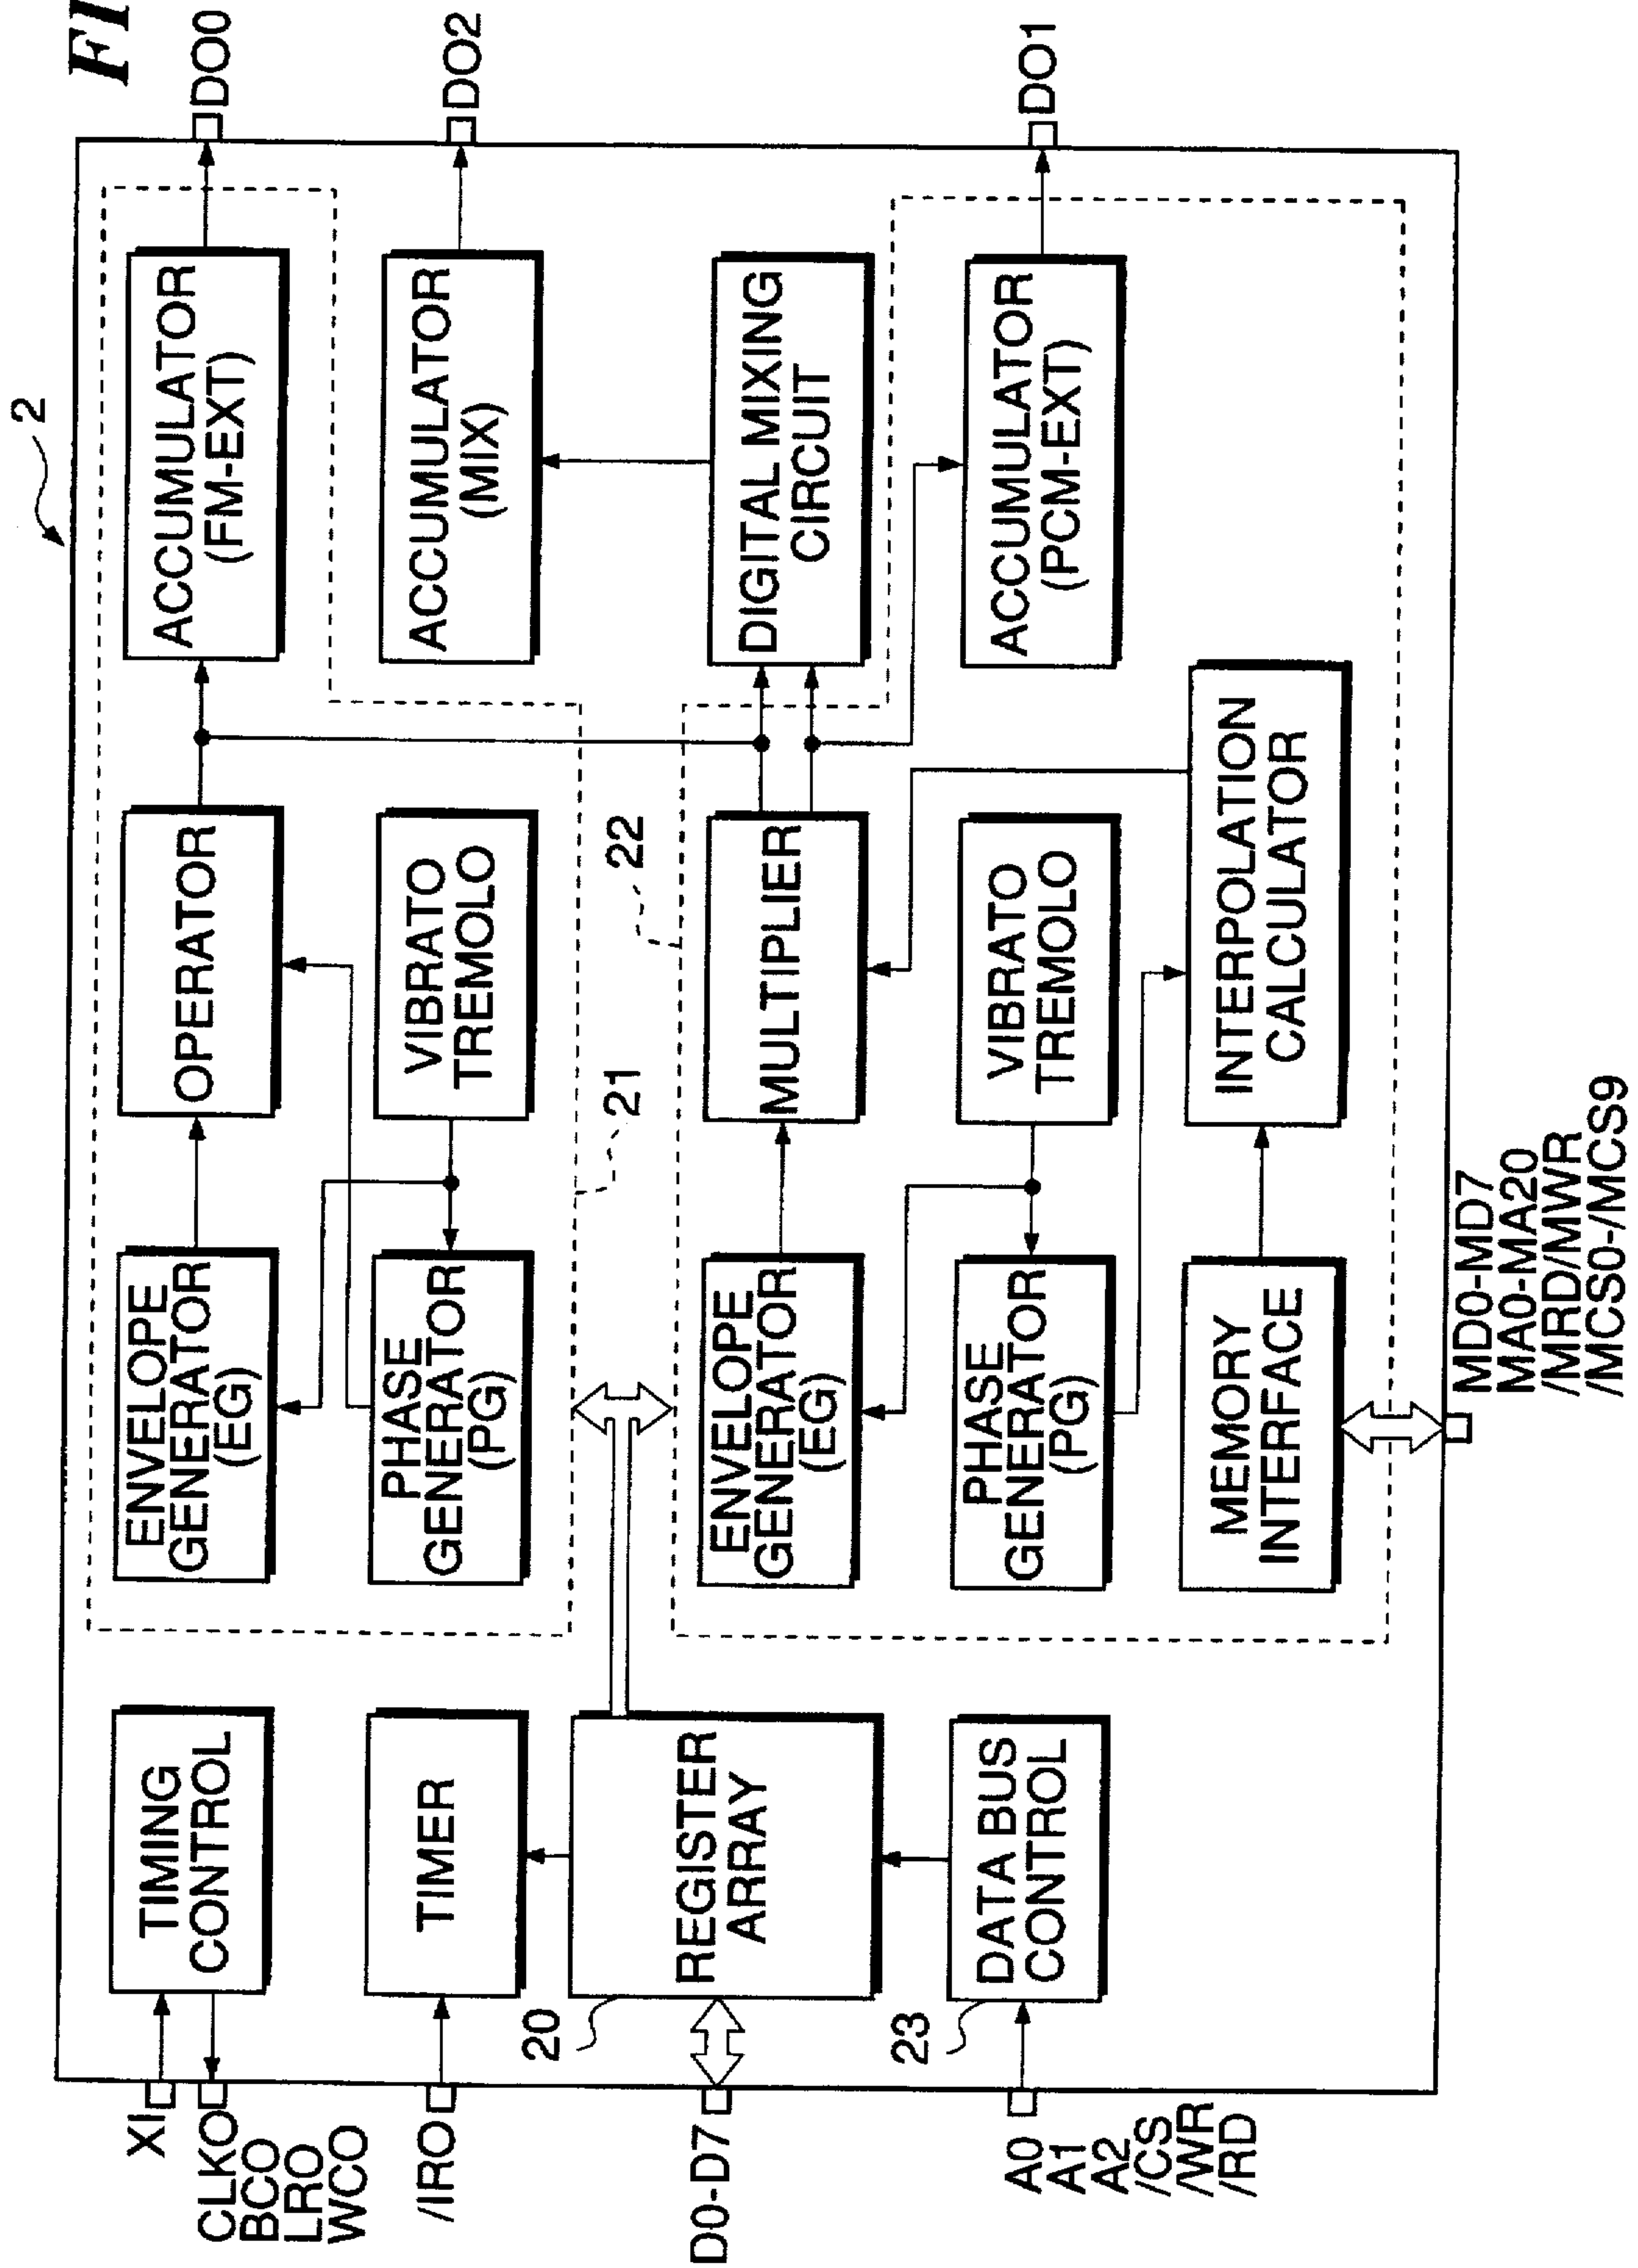 FI
2
XI
CLKO
BCO
LRO
WCO
TIMING
CONTROL
ENVELOPE
GENERATOR
(EG)
OPERATOR
ACCUMULATOR
(FM-EXT)
DO0
/IRO
TIMER
PHASE
GENERATOR
(PG)
VIBRATO
TREMOLO
ACCUMULATOR
(MIX)
DO2
20
21
22
D0-D7
REGISTER
ARRAY
ENVELOPE
GENERATOR
(EG)
MULTIPLIER
DIGITAL MIXING
CIRCUIT
23
A0
A1
A2
/CS
/WR
/RD
DATA BUS
CONTROL
PHASE
GENERATOR
(PG)
VIBRATO
TREMOLO
ACCUMULATOR
(PCM-EXT)
DO1
MEMORY
INTERFACE
INTERPOLATION
CALCULATOR
MD0-MD7
MA0-MA20
/MRD/MWR
/MCS0-/MCS9